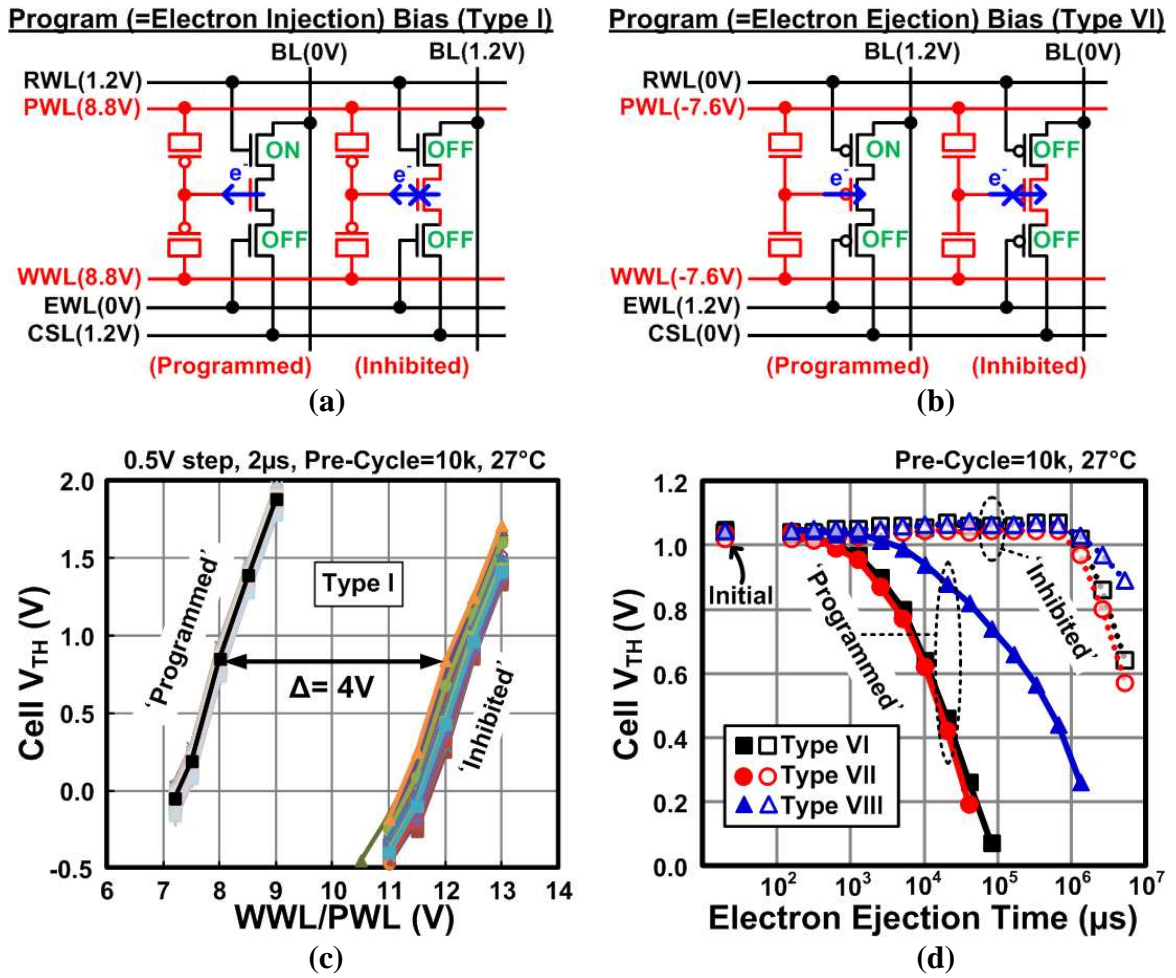 Program (=Electron Injection) Bias (Type I)
BL(0V)
BL(1.2V)
RWL(1.2V)
PWL(8.8V)
ON
OFF
e-
e-
OFF
WWL(8.8V)
EWL(0V)
CSL(1.2V)
(Programmed)
(Inhibited)
(a)
Program (=Electron Ejection) Bias (Type VI)
BL(1.2V)
BL(0V)
RWL(0V)
PWL(-7.6V)
ON
OFF
e-
e-
OFF
WWL(-7.6V)
EWL(1.2V)
CSL(0V)
(Programmed)
(Inhibited)
(b)
0.5V step, 2μs, Pre-Cycle=10k, 27°C
Cell VTH (V)
2.0
1.5
1.0
0.5
0.0
-0.5
'Programmed'
Type I
Δ= 4V
'Inhibited'
6 7 8 9 10 11 12 13 14
WWL/PWL (V)
(c)
Pre-Cycle=10k, 27°C
Cell VTH (V)
1.2
1.0
0.8
0.6
0.4
0.2
0.0
Initial
'Programmed'
'Inhibited'
Type VI
Type VII
Type VIII
10² 10³ 10⁴ 10⁵ 10⁶ 10⁷
Electron Ejection Time (μs)
(d)